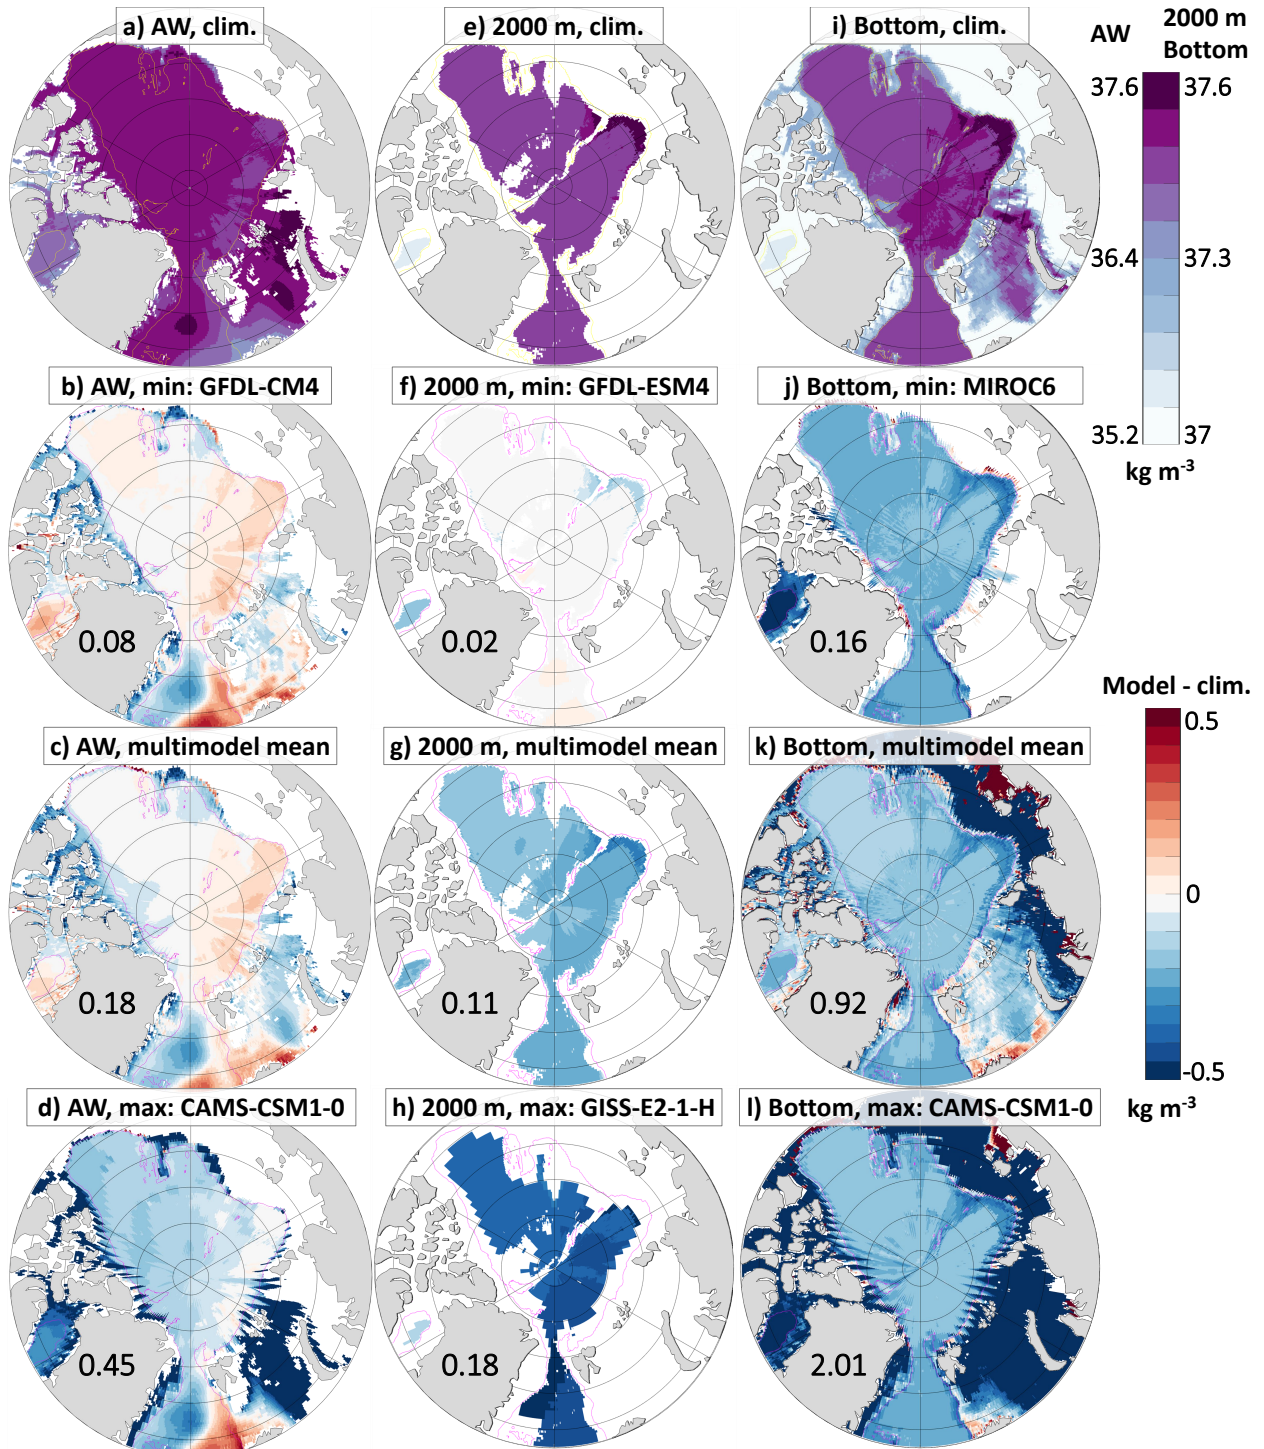 a) AW, clim.
e) 2000 m, clim.
i) Bottom, clim.
AW
2000 m
Bottom
37.6
37.6
36.4
37.3
35.2
37
kg m-3
b) AW, min: GFDL-CM4
f) 2000 m, min: GFDL-ESM4
j) Bottom, min: MIROC6
0.08
0.02
0.16
Model - clim.
0.5
0
-0.5
kg m-3
c) AW, multimodel mean
g) 2000 m, multimodel mean
k) Bottom, multimodel mean
0.18
0.11
0.92
d) AW, max: CAMS-CSM1-0
h) 2000 m, max: GISS-E2-1-H
l) Bottom, max: CAMS-CSM1-0
0.45
0.18
2.01